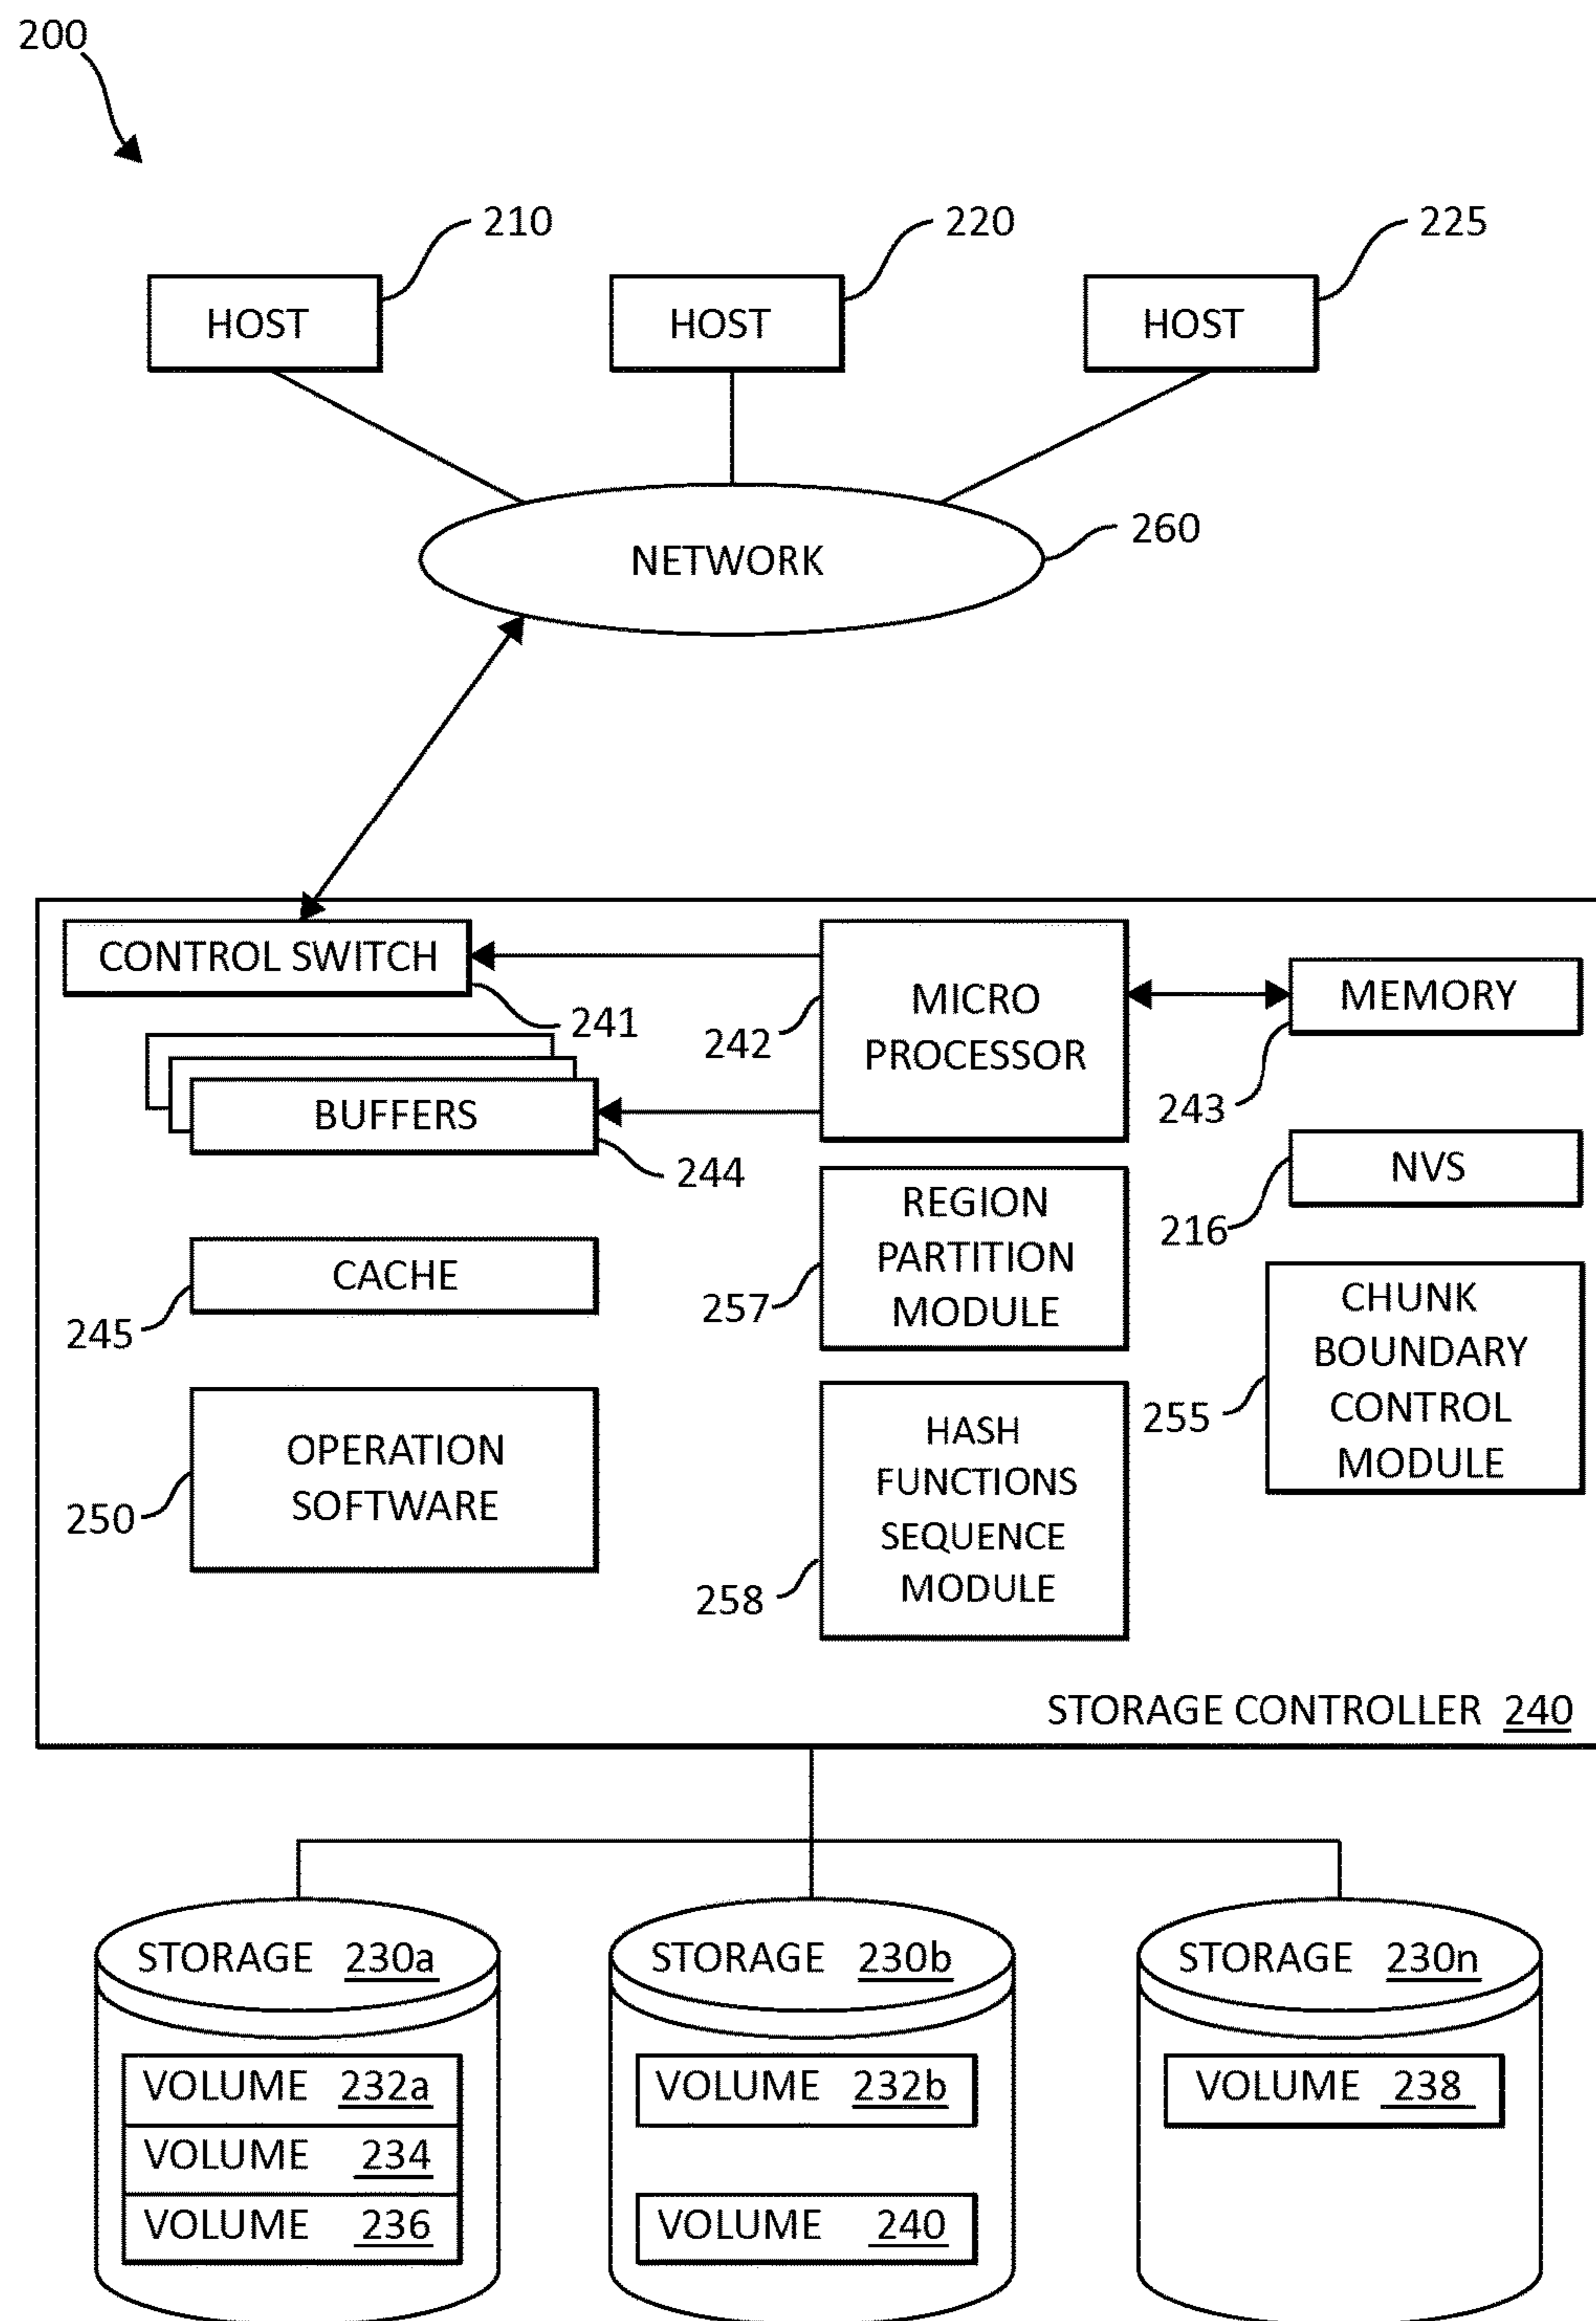 200
210
220
225
HOST
HOST
HOST
260
NETWORK
CONTROL SWITCH
241
MICRO
PROCESSOR
242
MEMORY
243
BUFFERS
244
NVS
216
REGION
PARTITION
MODULE
257
CACHE
245
CHUNK
BOUNDARY
CONTROL
MODULE
255
OPERATION
SOFTWARE
250
HASH
FUNCTIONS
SEQUENCE
MODULE
258
STORAGE CONTROLLER 240
STORAGE 230a
VOLUME 232a
VOLUME 234
VOLUME 236
STORAGE 230b
VOLUME 232b
VOLUME 240
STORAGE 230n
VOLUME 238